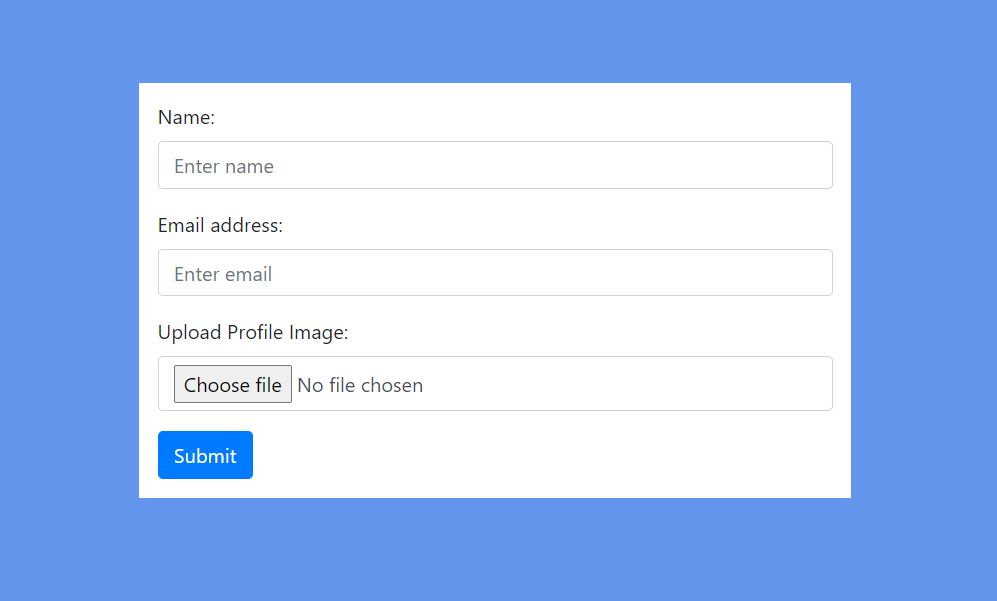 Name:
Enter name
Email address:
Enter email
Upload Profile Image:
Choose file No file chosen
Submit